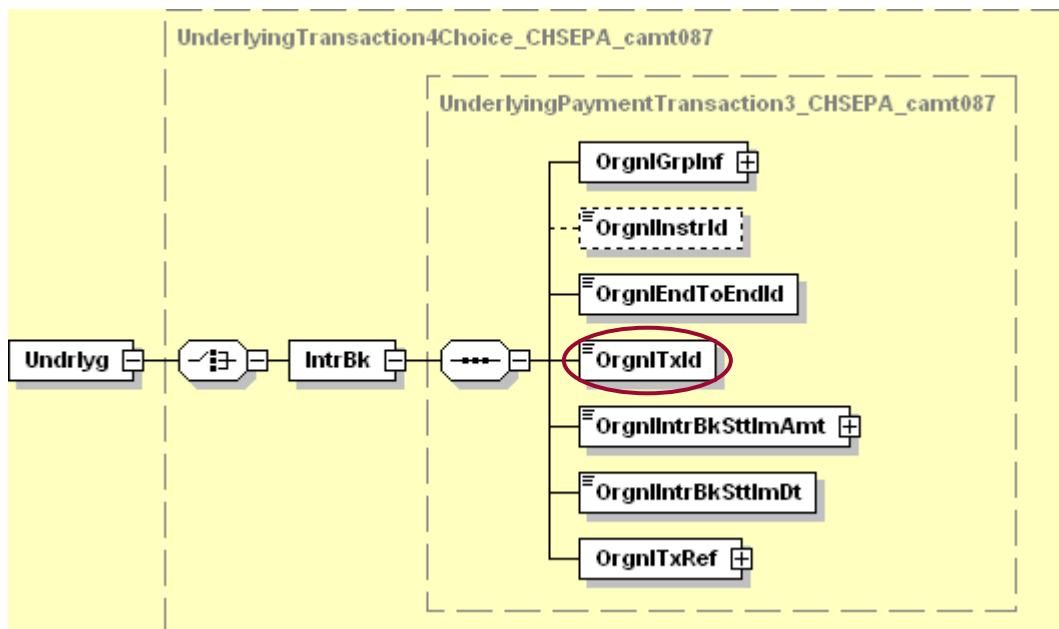 UnderlyingTransaction4Choice_CHSEPA_camt087
UnderlyingPaymentTransaction3_CHSEPA_camt087
OrgnlGrpInf
OrgnlInstrId
OrgnlEndToEndId
Undrlyg
IntrBk
OrgnlTxId
OrgnlIntrBkSttlmAmt
OrgnlIntrBkSttlmDt
OrgnlTxRef